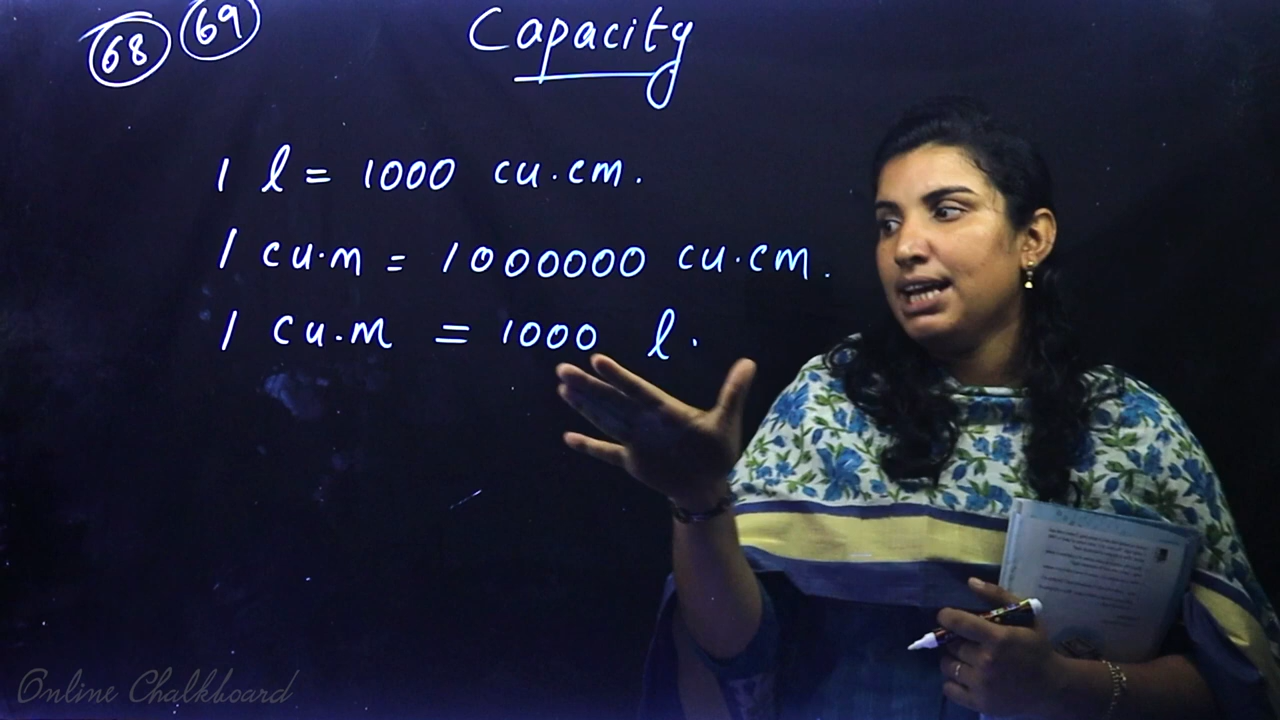 68 69
Capacity
1 l = 1000 cu.cm.
1 cu.m = 1000000 cu.cm.
1 cu.m = 1000 l.
Online Chalkboard